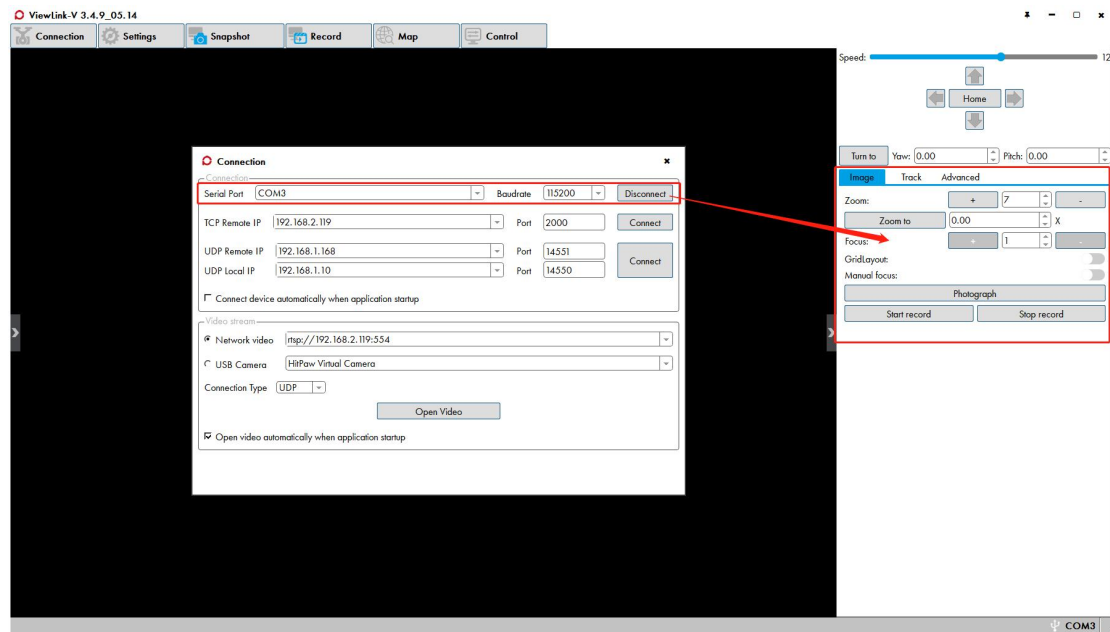 ViewLink-V 3.4.9_05.14
Connection Settings Snapshot Record Map Control
Speed: 12
Home
Turn to Yaw: 0.00 Pitch: 0.00
Image Track Advanced
Zoom: + 7 -
Zoom to 0.00 X
Focus: + 1 -
GridLayout:
Manual focus:
Photograph
Start record Stop record
Connection
Connection
Serial Port COM3 Baudrate 115200 Disconnect
TCP Remote IP 192.168.2.119 Port 2000 Connect
UDP Remote IP 192.168.1.168 Port 14551
Connect
UDP Local IP 192.168.1.10 Port 14550
Connect device automatically when application startup
Video stream
Network video rtsp://192.168.2.119:554
USB Camera HitPaw Virtual Camera
Connection Type UDP
Open Video
Open video automatically when application startup
COM3